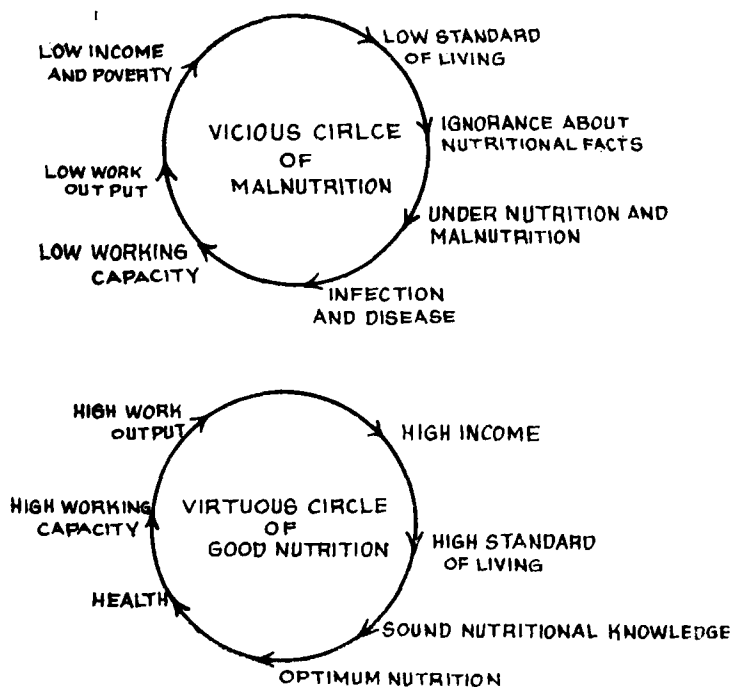 LOW INCOME
AND POVERTY
LOW STANDARD
OF LIVING
VICIOUS CIRLCE
OF
MALNUTRITION
IGNORANCE ABOUT
NUTRITIONAL FACTS
LOW WORK
OUT PUT
UNDER NUTRITION AND
MALNUTRITION
LOW WORKING
CAPACITY
INFECTION
AND DISEASE
HIGH WORK
OUTPUT
HIGH INCOME
VIRTUOUS CIRCLE
OF
GOOD NUTRITION
HIGH WORKING
CAPACITY
HIGH STANDARD
OF LIVING
HEALTH
SOUND NUTRITIONAL KNOWLEDGE
OPTIMUM NUTRITION